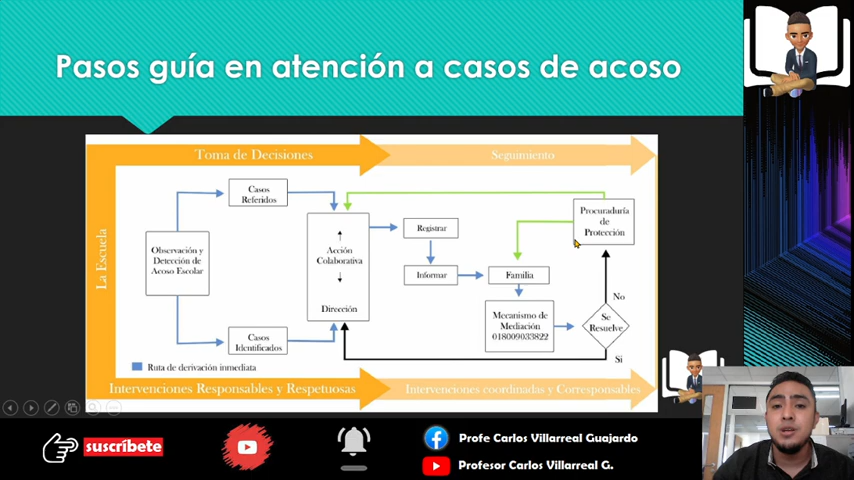 Pasos guía en atención a casos de acoso
Toma de Decisiones
Seguimiento
La Escuela
Observación y
Detección de
Acoso Escolar
Casos
Referidos
Casos
Identificados
Acción
Colaborativa
Dirección
Registrar
Informar
Familia
Mecanismo de
Mediación
018009033822
Procuraduría
de
Protección
No
Se
Resuelve
Si
Ruta de derivación inmediata
Intervenciones Responsables y Respetuosas
Intervenciones coordinadas y Corresponsables
suscríbete
Profe Carlos Villarreal Guajardo
Profesor Carlos Villarreal G.